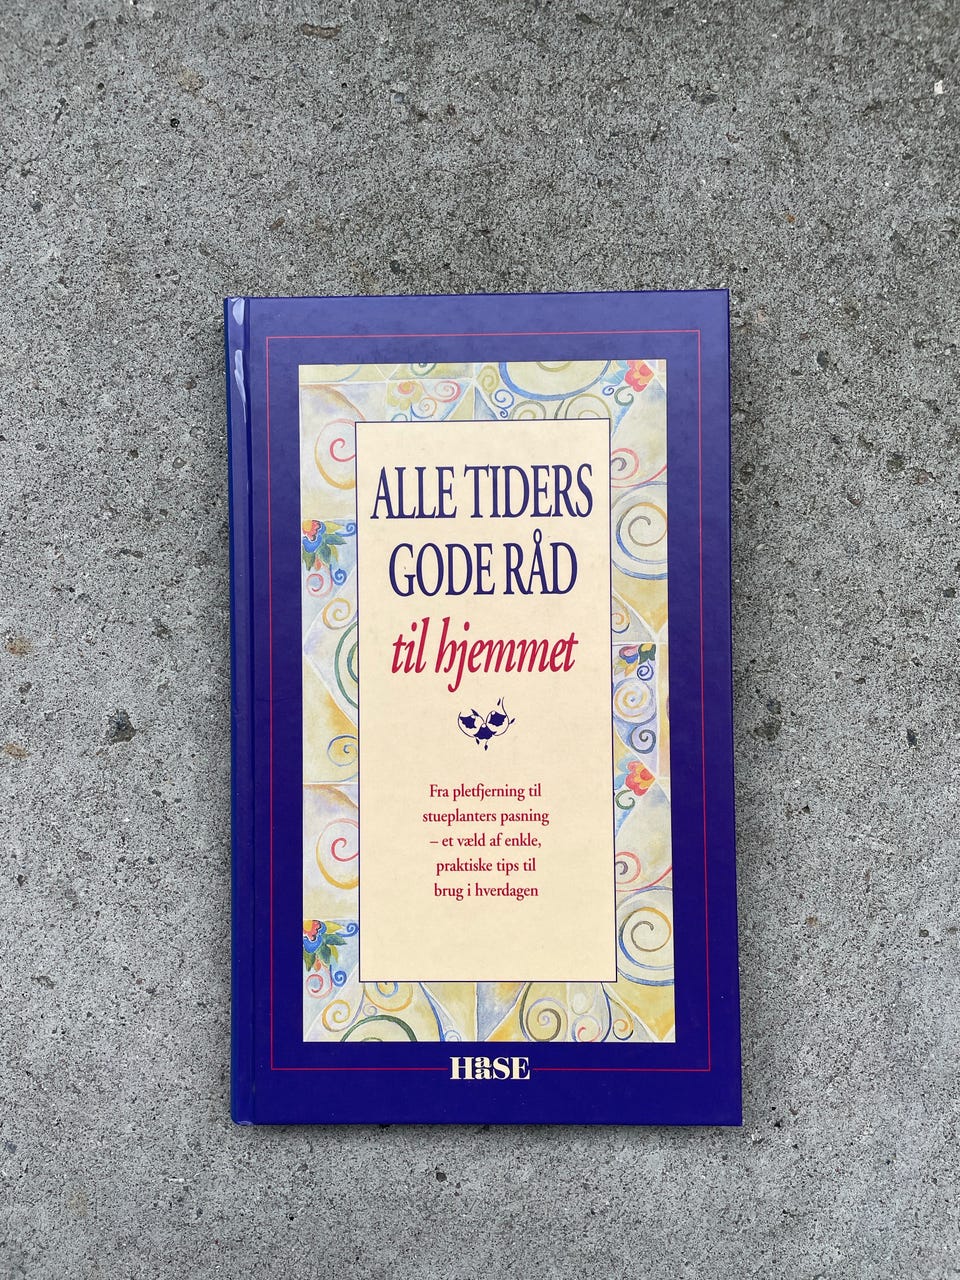 ALLE TIDERS
GODE RÅD
til hjemmet
Fra pletfjerning til
stueplanters pasning
– et væld af enkle,
praktiske tips til
brug i hverdagen
HaaSE